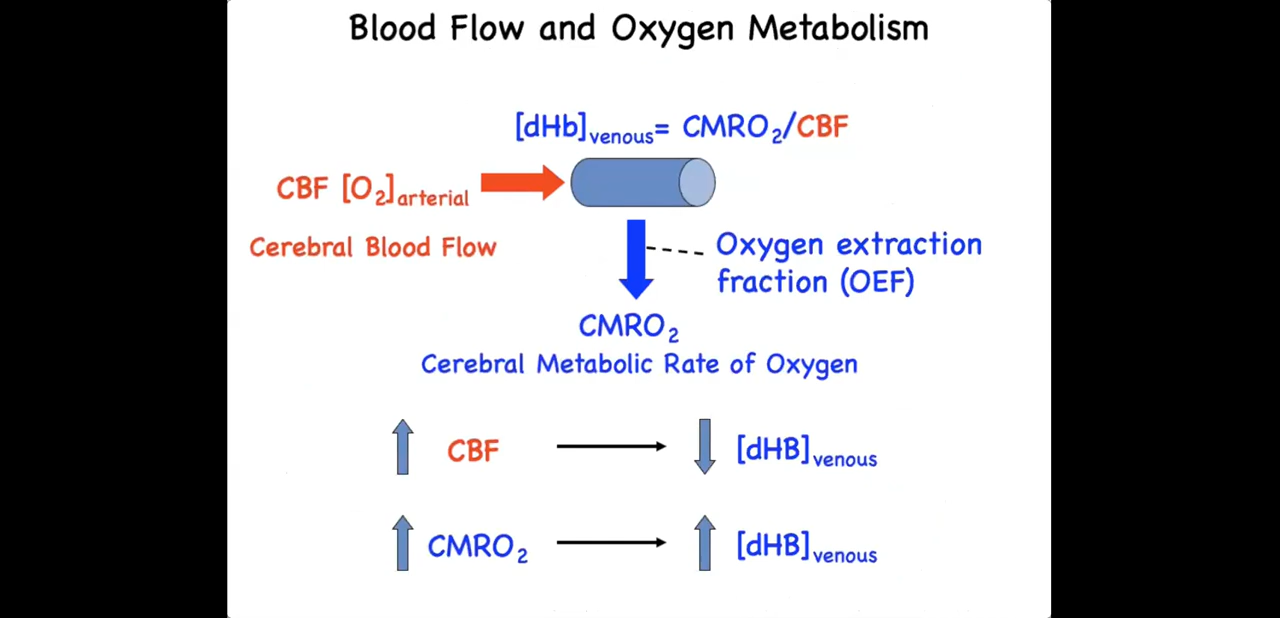 Blood Flow and Oxygen Metabolism
[dHb]venous= CMRO2/CBF
CBF [O2]arterial
Cerebral Blood Flow
Oxygen extraction
fraction (OEF)
CMRO2
Cerebral Metabolic Rate of Oxygen
CBF
[dHB]venous
CMRO2
[dHB]venous